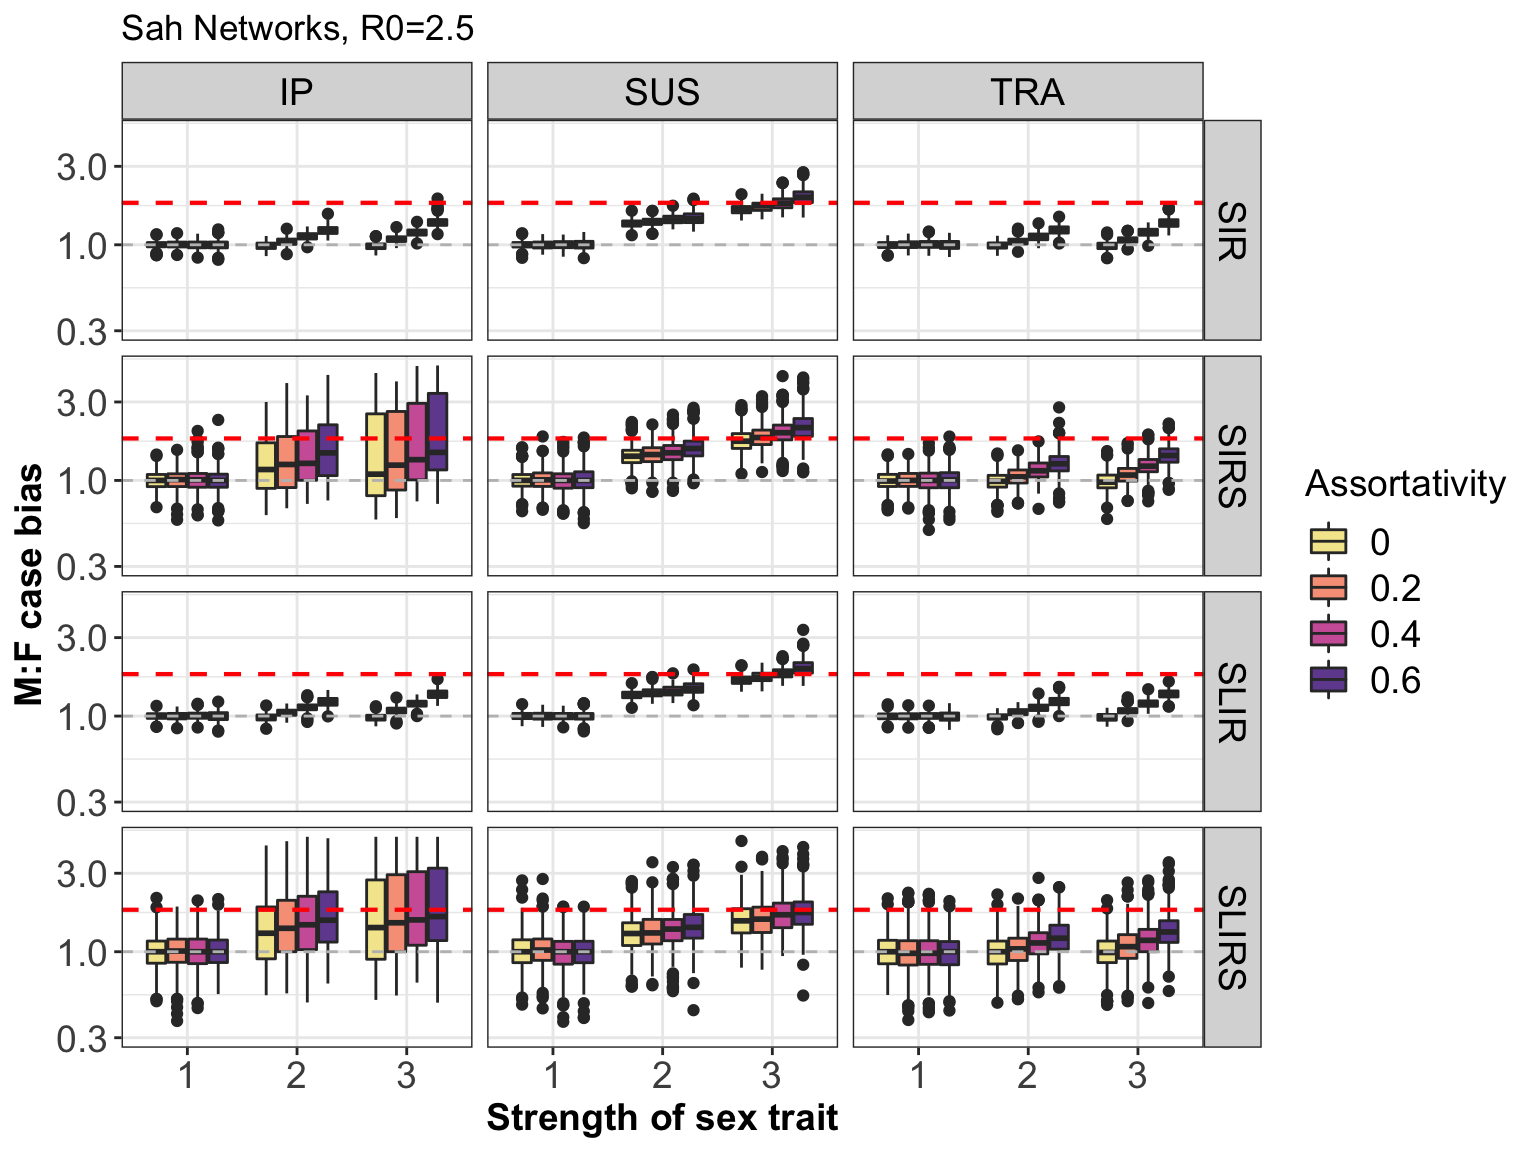 Sah Networks, R0=2.5
IP SUS TRA
3.0
1.0
0.3
SIR
3.0
1.0
0.3
SIRS
3.0
1.0
0.3
SLIR
3.0
1.0
0.3
SLIRS
1 2 3 1 2 3 1 2 3
Strength of sex trait
M:F case bias
Assortativity
0
0.2
0.4
0.6